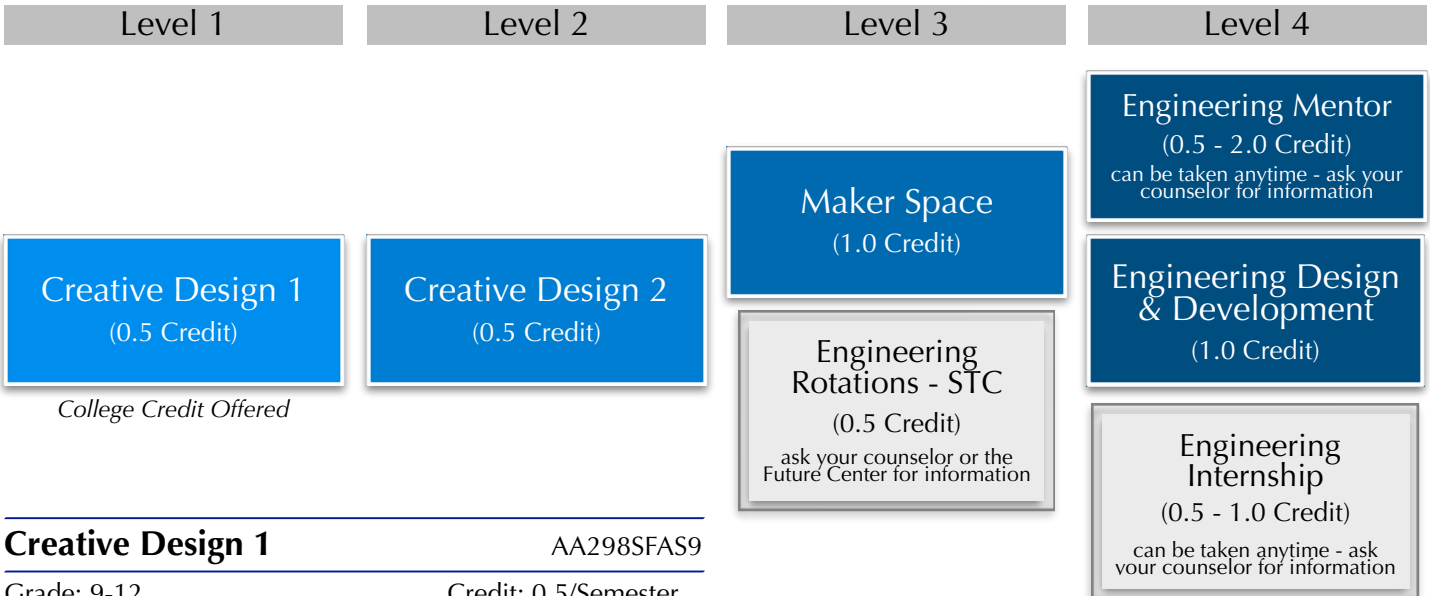 Level 1
Level 2
Level 3
Level 4
Creative Design 1
(0.5 Credit)
College Credit Offered
Creative Design 2
(0.5 Credit)
Maker Space
(1.0 Credit)
Engineering
Rotations - STC
(0.5 Credit)
ask your counselor or the
Future Center for information
Engineering Mentor
(0.5 - 2.0 Credit)
can be taken anytime - ask your
counselor for information
Engineering Design
& Development
(1.0 Credit)
Engineering
Internship
(0.5 - 1.0 Credit)
can be taken anytime - ask
your counselor for information
Creative Design 1 AA298SFAS9
Grade: 9-12 Credit: 0.5/Semester